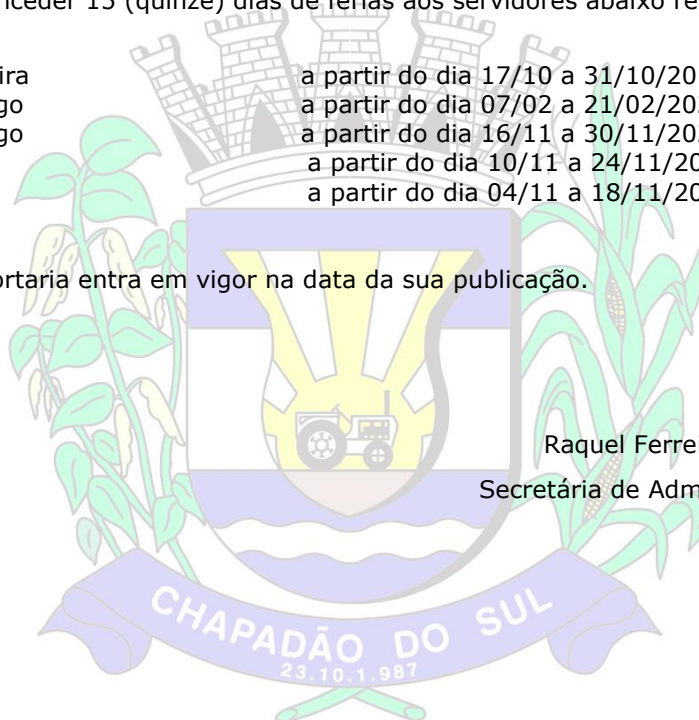 nceder 15 (quinze) dias de férias aos servidores abaixo re
ira a partir do dia 17/10 a 31/10/20
go a partir do dia 07/02 a 21/02/20
go a partir do dia 16/11 a 30/11/20
a partir do dia 10/11 a 24/11/20
a partir do dia 04/11 a 18/11/20
ortaria entra em vigor na data da sua publicação.
Raquel Ferre
Secretária de Adm
CHAPADÃO DO SUL
23.10.1.987